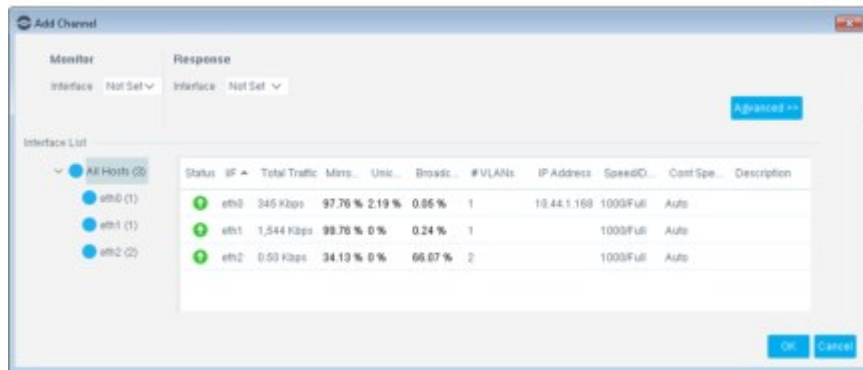 Add Channel
Monitor Response
Interface Not Set Interface Not Set
Advanced >>
Interface List
All Hosts (3)
eth0 (1)
eth1 (1)
eth2 (2)
Status I/F Total Traffic Mirro... Unic... Broadc... #VLANs IP Address Speed/D... Conf Spe... Description
eth0 345 Kbps 97.76 % 2.19 % 0.05 % 1 10.44.1.168 1000/Full Auto
eth1 1,544 Kbps 99.76 % 0 % 0.24 % 1 1000/Full Auto
eth2 0.50 Kbps 34.13 % 0 % 66.07 % 2 1000/Full Auto
OK Cancel